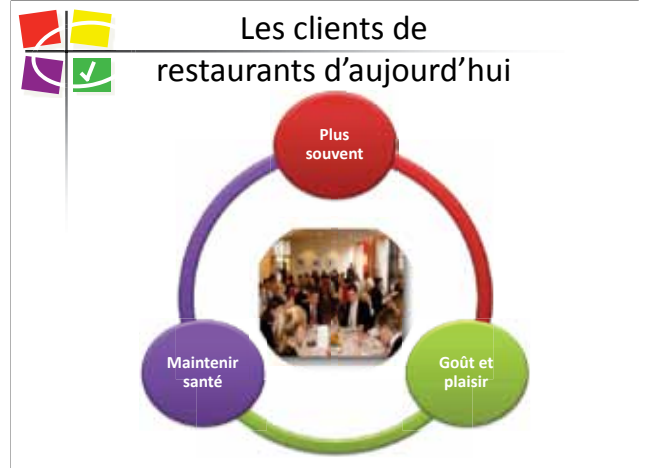 Les clients de
restaurants d’aujourd’hui
Plus
souvent
Maintenir
santé
Goût et
plaisir